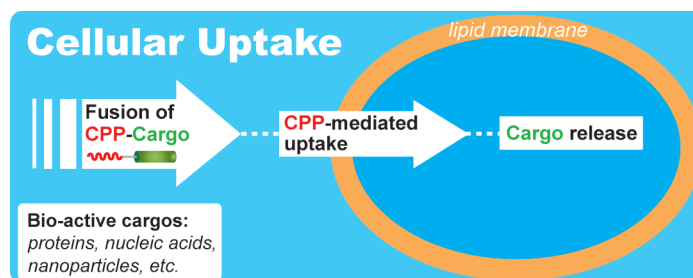 Cellular Uptake
lipid membrane
Fusion of
CPP-Cargo
CPP-mediated
uptake
Cargo release
Bio-active cargos:
proteins, nucleic acids,
nanoparticles, etc.